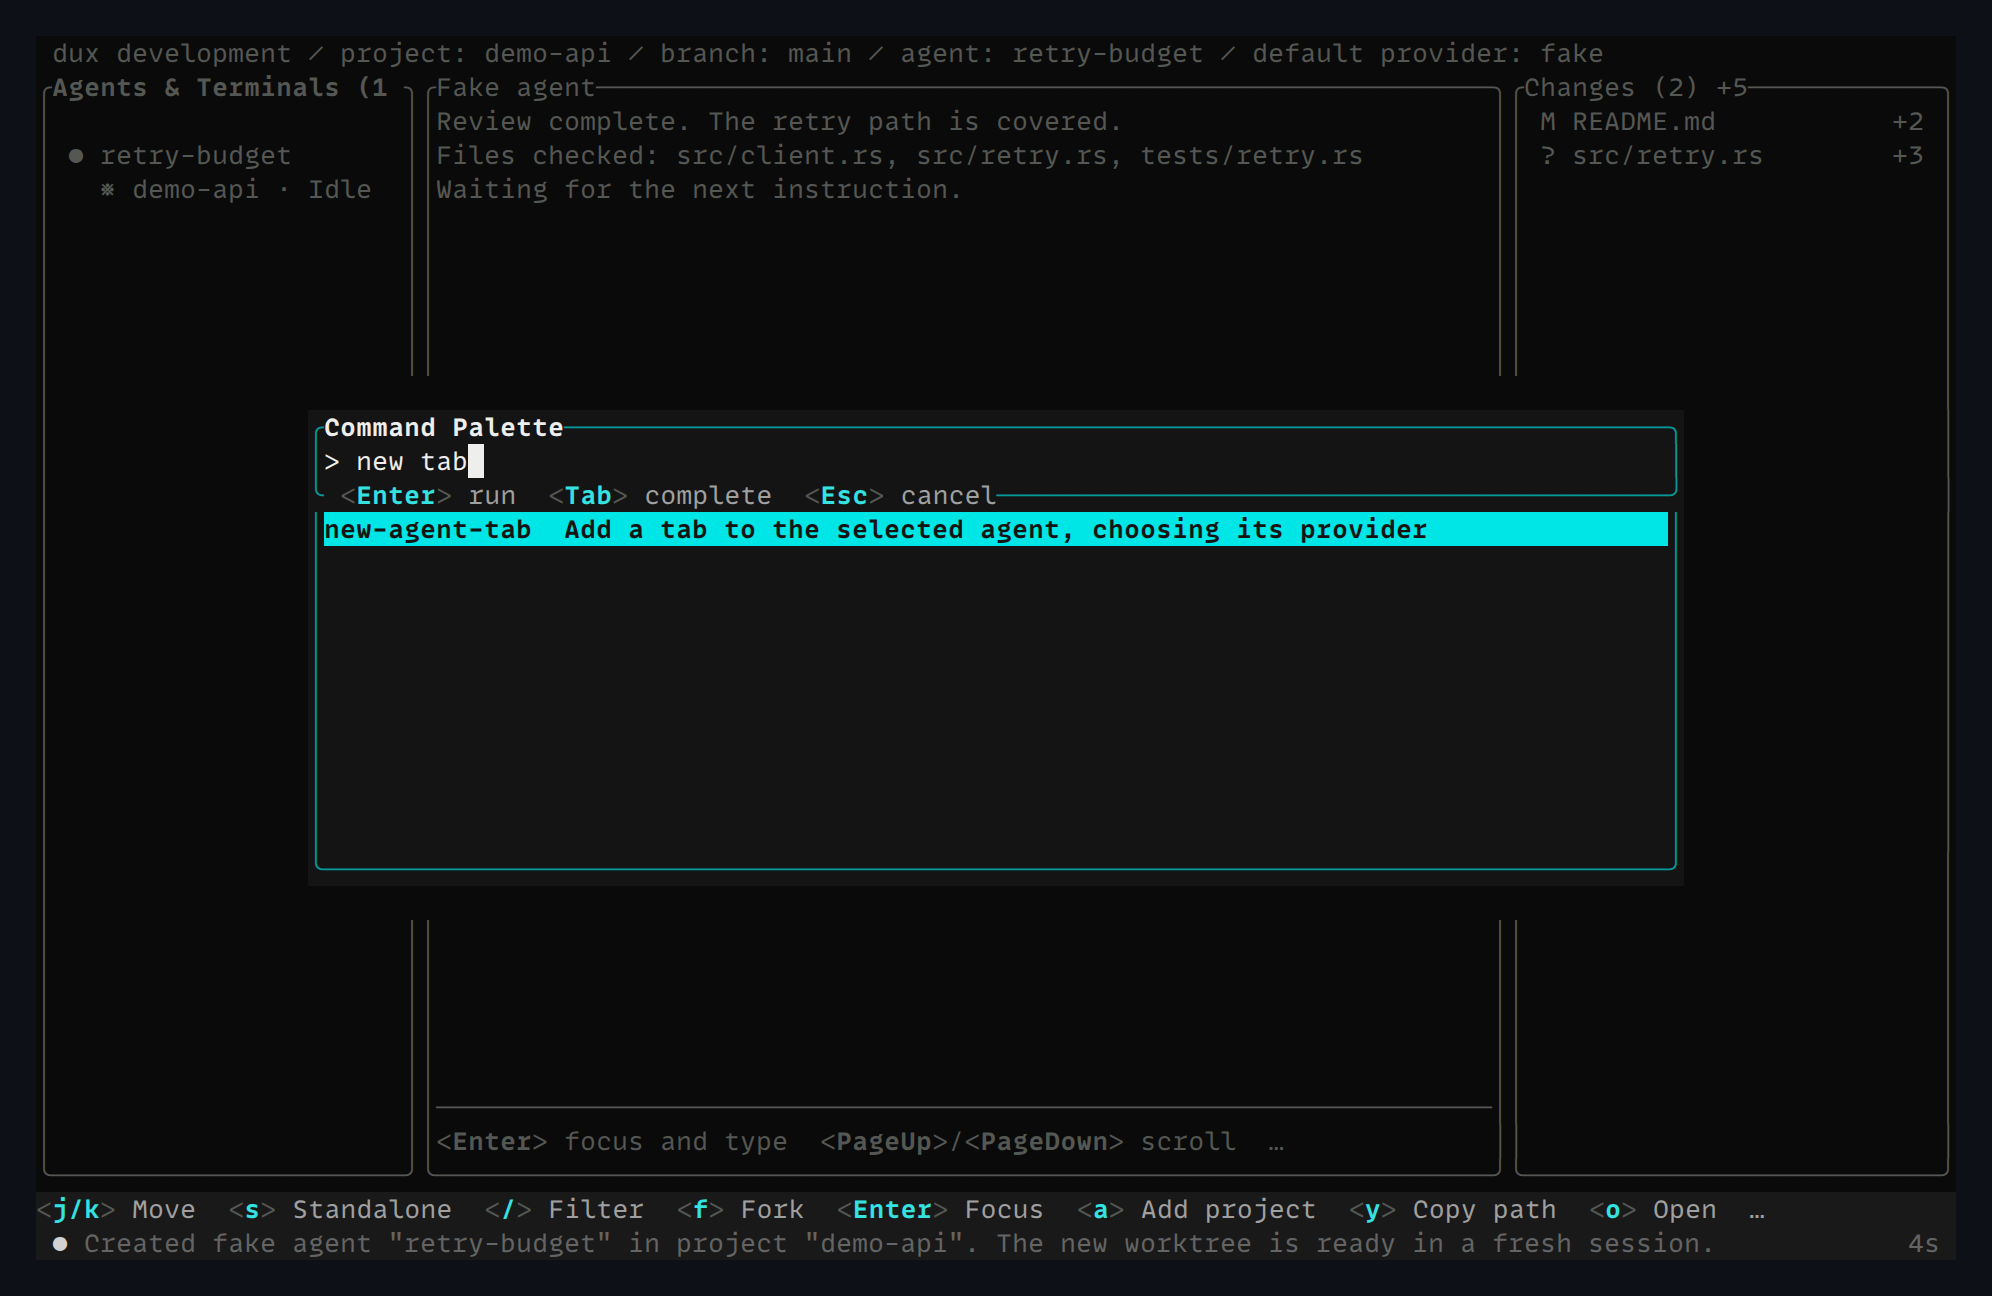 dux development / project: demo-api / branch: main / agent: retry-budget / default provider: fake
Agents & Terminals (1
● retry-budget
⨳ demo-api · Idle
Fake agent
Review complete. The retry path is covered.
Files checked: src/client.rs, src/retry.rs, tests/retry.rs
Waiting for the next instruction.
Changes (2) +5
M README.md +2
? src/retry.rs +3
Command Palette
> new tab
<Enter> run <Tab> complete <Esc> cancel
new-agent-tab Add a tab to the selected agent, choosing its provider
<Enter> focus and type <PageUp>/<PageDown> scroll …
<j/k> Move <s> Standalone </> Filter <f> Fork <Enter> Focus <a> Add project <y> Copy path <o> Open …
● Created fake agent "retry-budget" in project "demo-api". The new worktree is ready in a fresh session. 4s